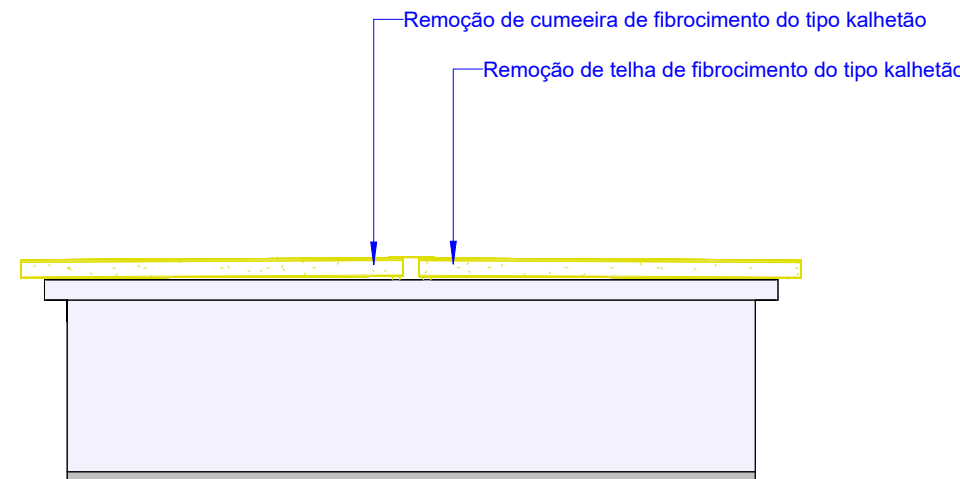 Remoção de cumeeira de fibrocimento do tipo kalhetão
Remoção de telha de fibrocimento do tipo kalhetão